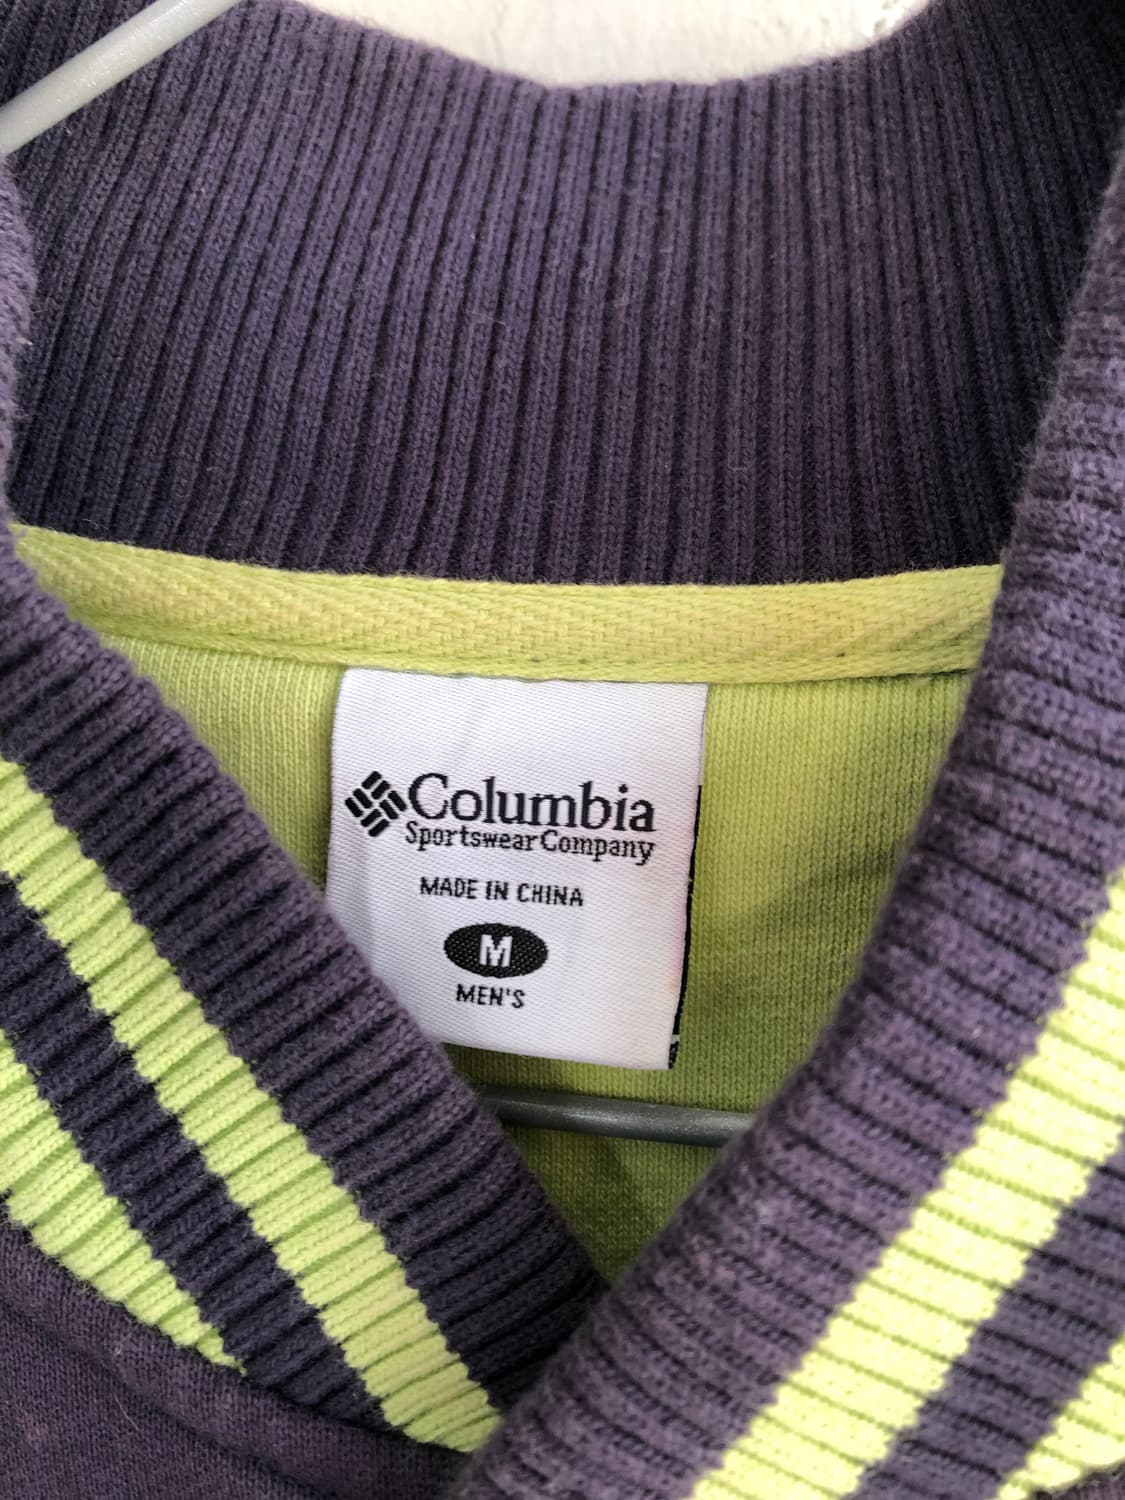 Columbia
Sportswear Company
MADE IN CHINA
M
MEN'S